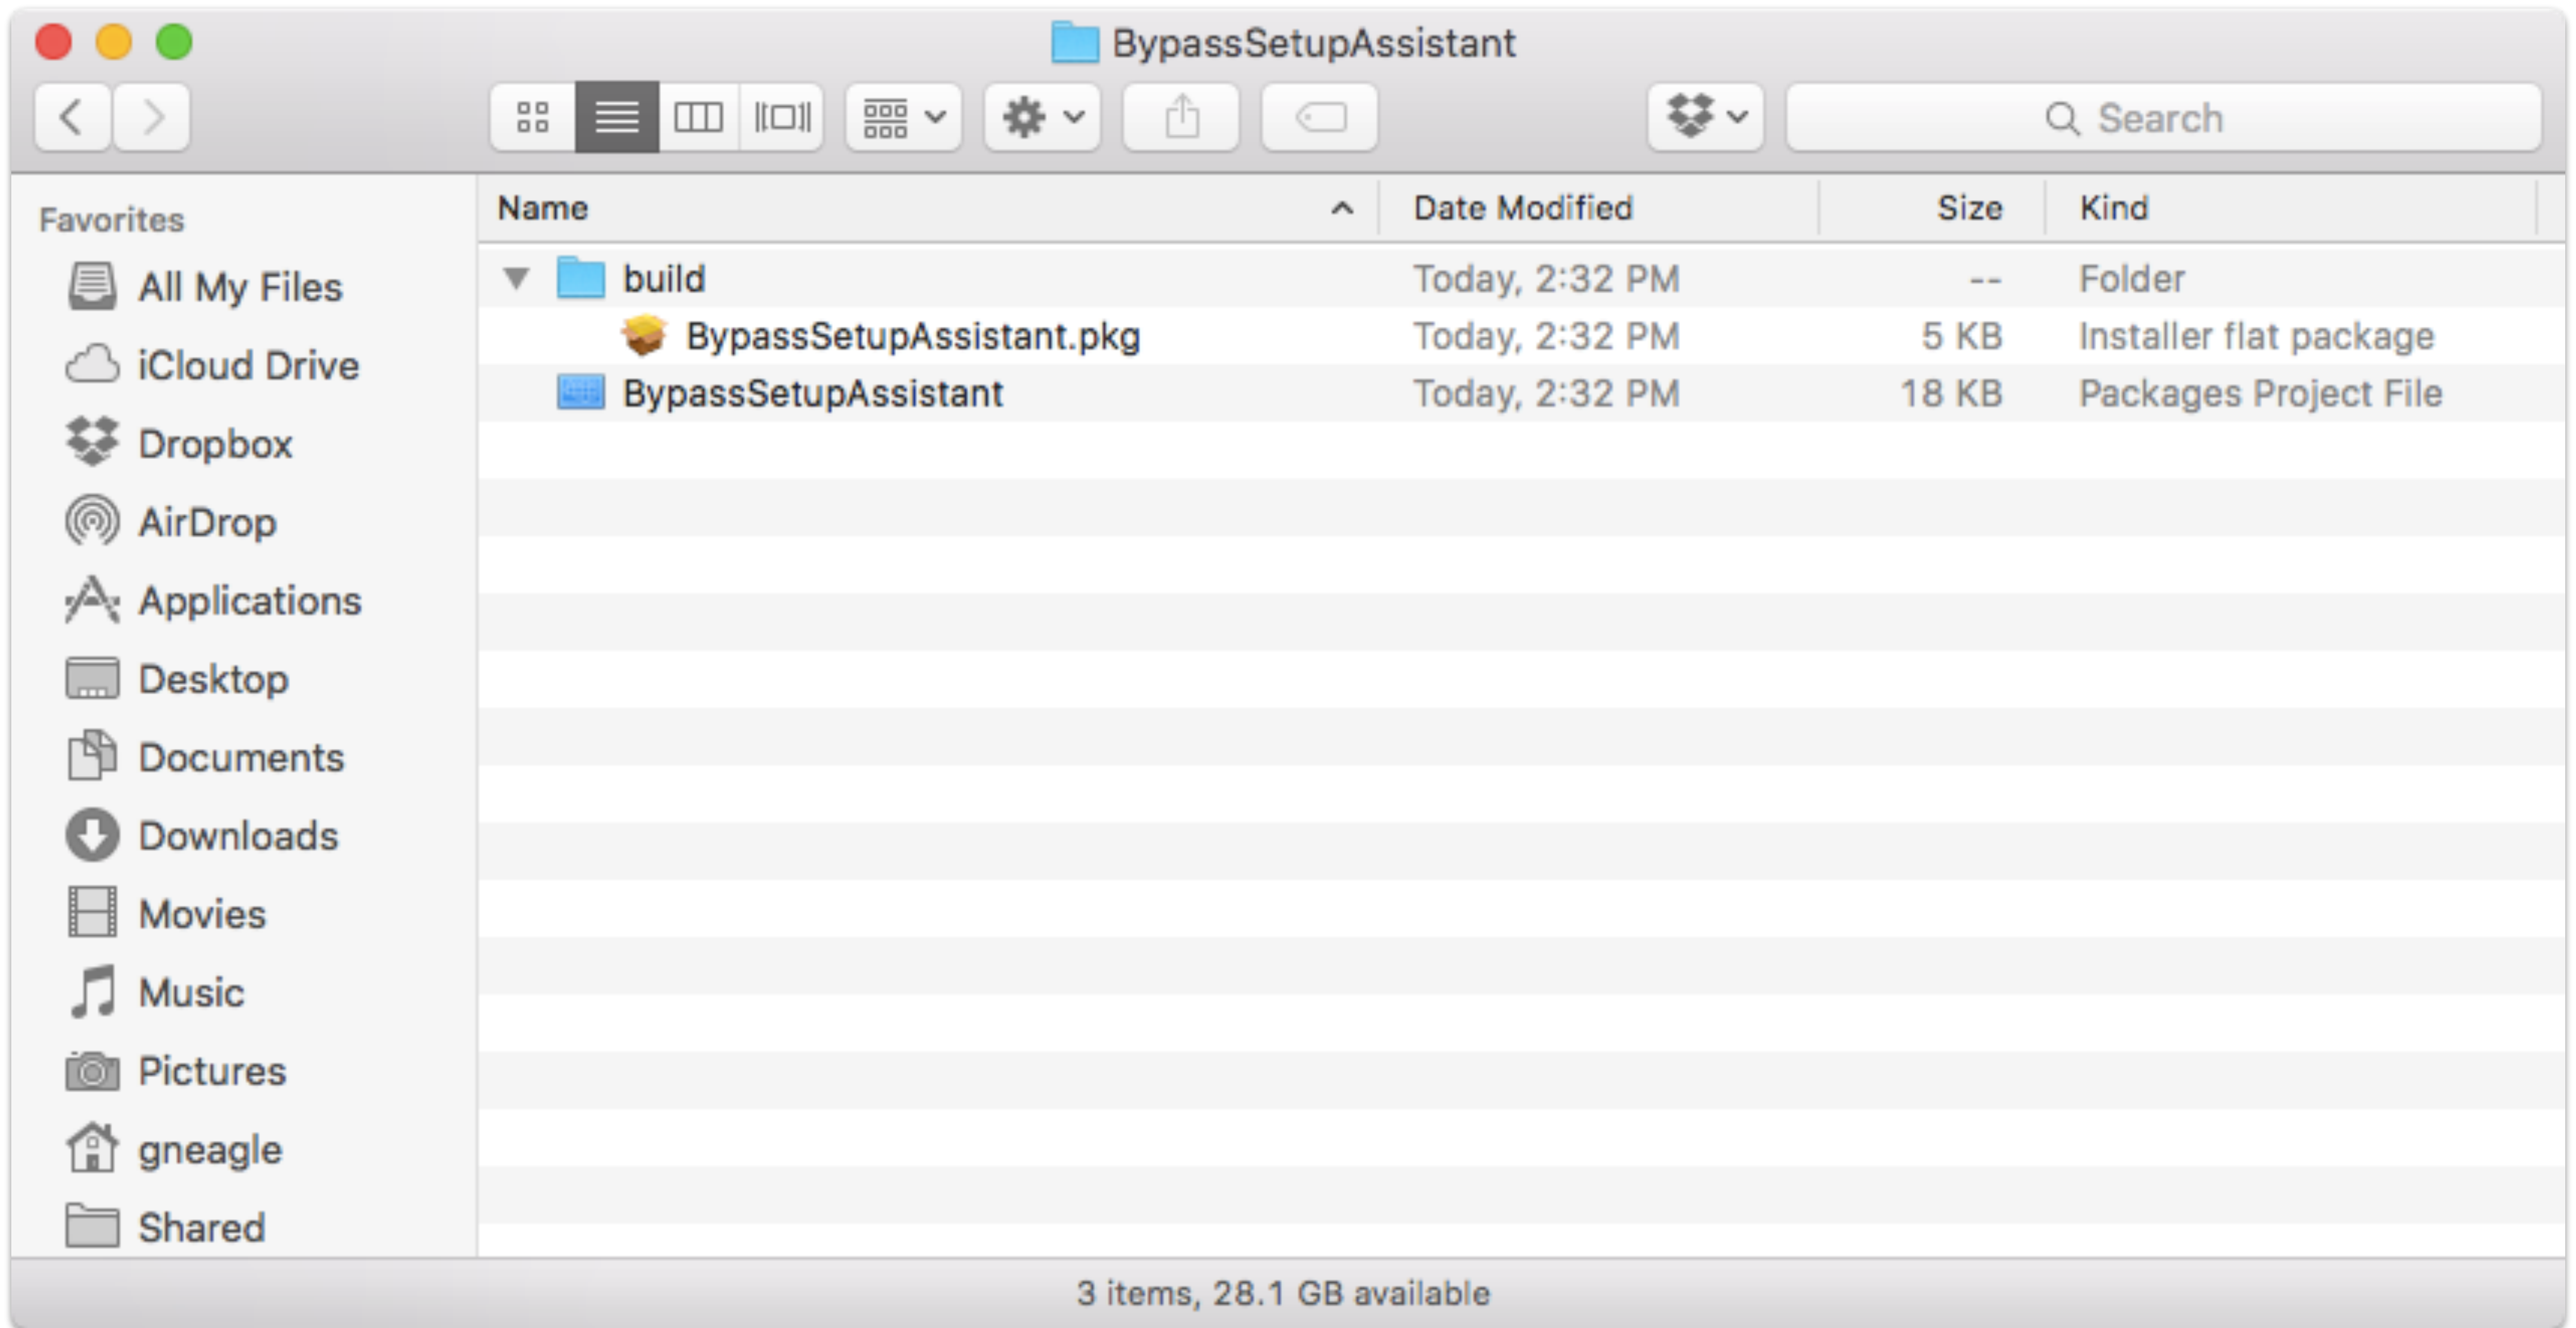 BypassSetupAssistant
Search
Favorites
All My Files
iCloud Drive
Dropbox
AirDrop
Applications
Desktop
Documents
Downloads
Movies
Music
Pictures
gneagle
Shared
Name Date Modified Size Kind
build Today, 2:32 PM -- Folder
BypassSetupAssistant.pkg Today, 2:32 PM 5 KB Installer flat package
BypassSetupAssistant Today, 2:32 PM 18 KB Packages Project File
3 items, 28.1 GB available